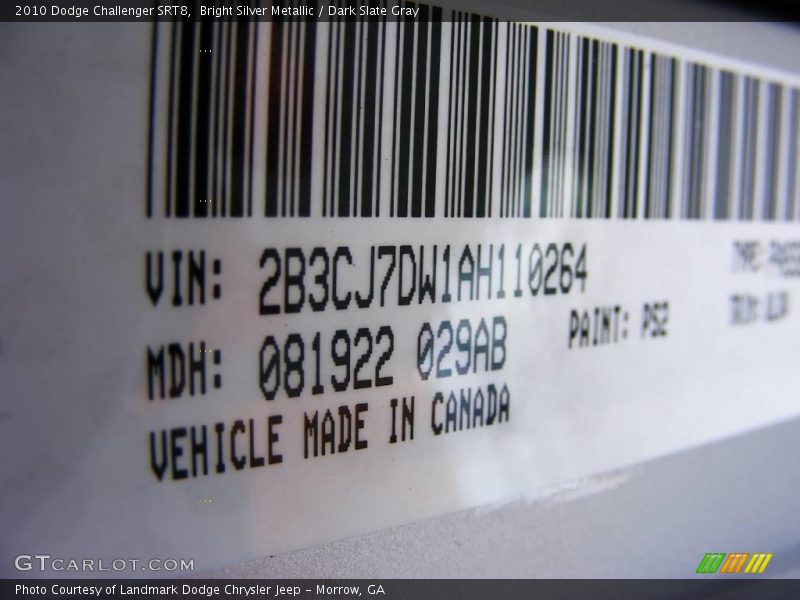 2010 Dodge Challenger SRT8, Bright Silver Metallic / Dark Slate Gray
VIN: 2B3CJ7DW1AH110264
MDH: 081922 029AB
PAINT: PS2
VEHICLE MADE IN CANADA
TYPE:
GTCARLOT.COM
Photo Courtesy of Landmark Dodge Chrysler Jeep - Morrow, GA